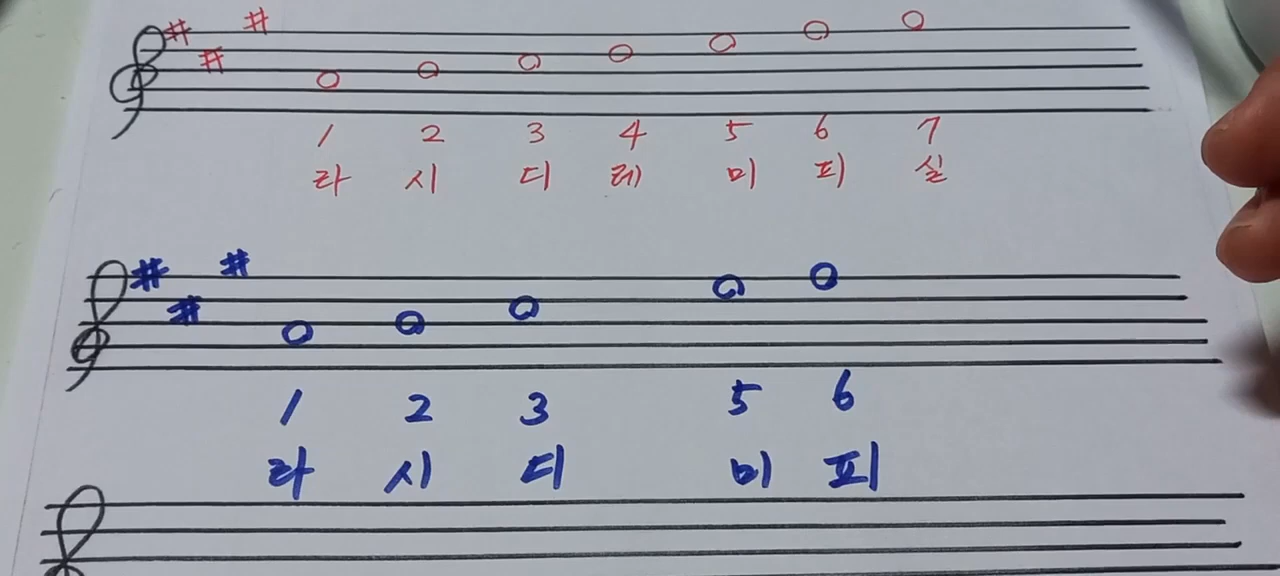 # # #
1 2 3 4 5 6 7
라 시 디 레 미 피 실
# # #
1 2 3 5 6
라 시 디 미 피